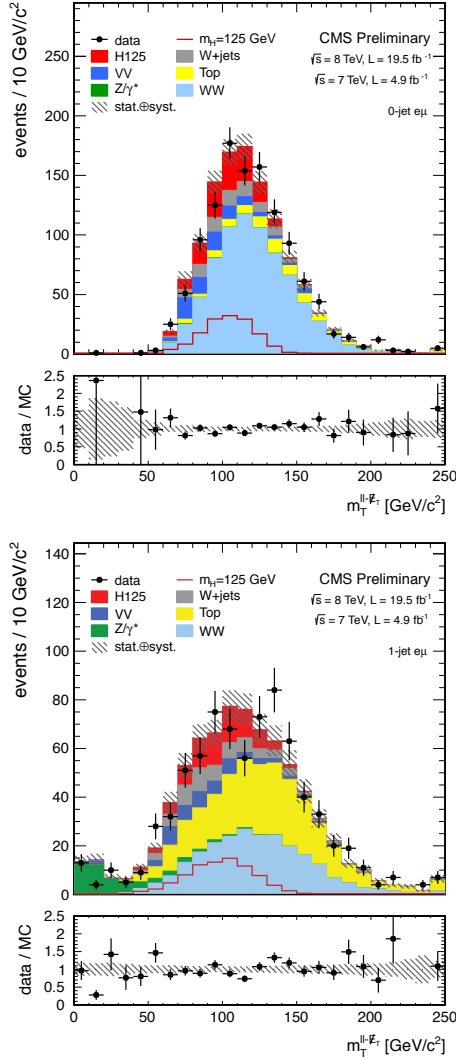 events / 10 GeV/c²
250
200
150
100
50
0
data
H125
VV
Z/γ*
stat.⊕syst.
m_H=125 GeV
W+jets
Top
WW
CMS Preliminary
√s = 8 TeV, L = 19.5 fb⁻¹
√s = 7 TeV, L = 4.9 fb⁻¹
0-jet eμ
data / MC
2.5
2
1.5
1
0.5
0
0 50 100 150 200 250
m_T^{ll-E̸_T} [GeV/c²]
events / 10 GeV/c²
140
120
100
80
60
40
20
0
data
H125
VV
Z/γ*
stat.⊕syst.
m_H=125 GeV
W+jets
Top
WW
CMS Preliminary
√s = 8 TeV, L = 19.5 fb⁻¹
√s = 7 TeV, L = 4.9 fb⁻¹
1-jet eμ
data / MC
2.5
2
1.5
1
0.5
0
0 50 100 150 200 250
m_T^{ll-E̸_T} [GeV/c²]